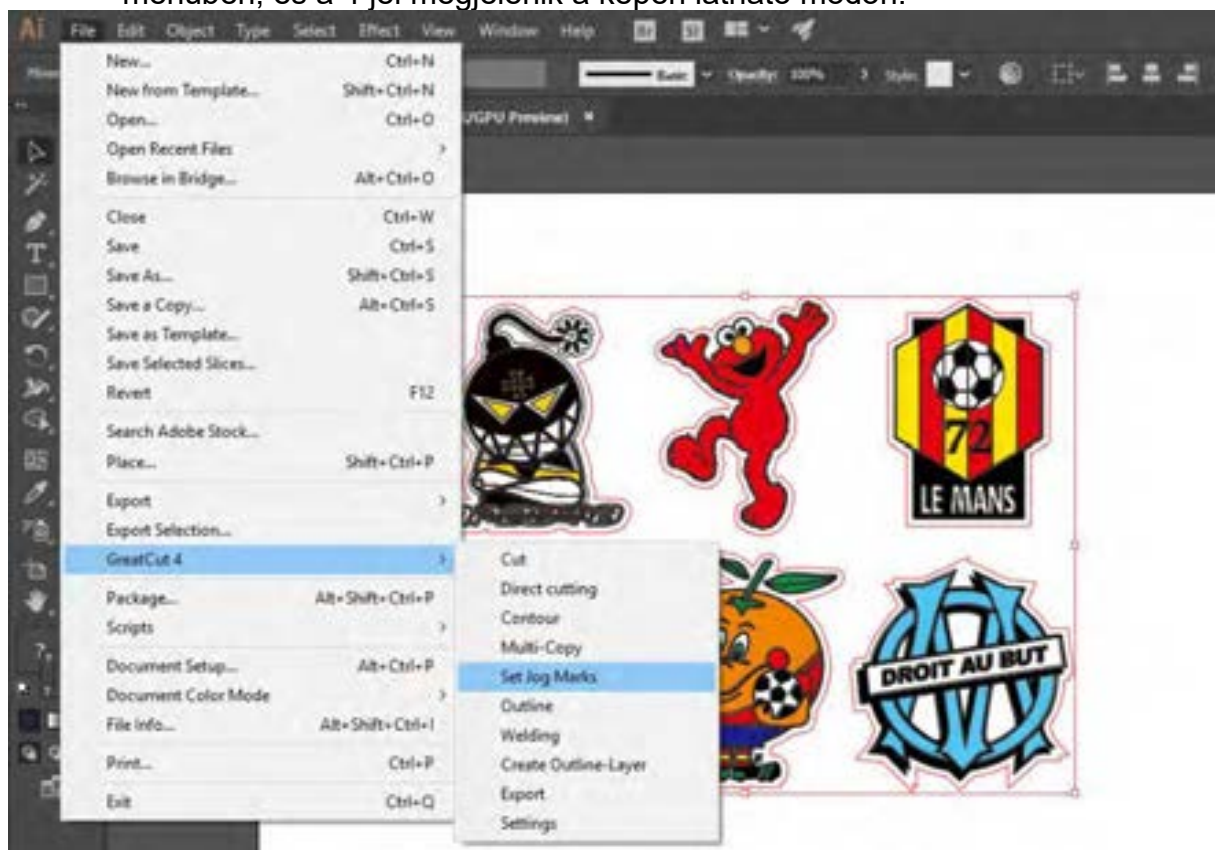 menüben, és a 4 jel megjelenik a képen látható módon.
Ai File Edit Object Type Select Effect View Window Help Br St
Basic Opacity: 100% Style:
(GPU Preview) ×
New... Ctrl+N
New from Template... Shift+Ctrl+N
Open... Ctrl+O
Open Recent Files
Browse in Bridge... Alt+Ctrl+O
Close Ctrl+W
Save Ctrl+S
Save As... Shift+Ctrl+S
Save a Copy... Alt+Ctrl+S
Save as Template...
Save Selected Slices...
Revert F12
Search Adobe Stock...
Place... Shift+Ctrl+P
Export
Export Selection...
GreatCut 4
Package... Alt+Shift+Ctrl+P
Scripts
Document Setup... Alt+Ctrl+P
Document Color Mode
File Info... Alt+Shift+Ctrl+I
Print... Ctrl+P
Exit Ctrl+Q
Cut
Direct cutting
Contour
Multi-Copy
Set Jog Marks
Outline
Welding
Create Outline-Layer
Export
Settings
72
LE MANS
DROIT AU BUT